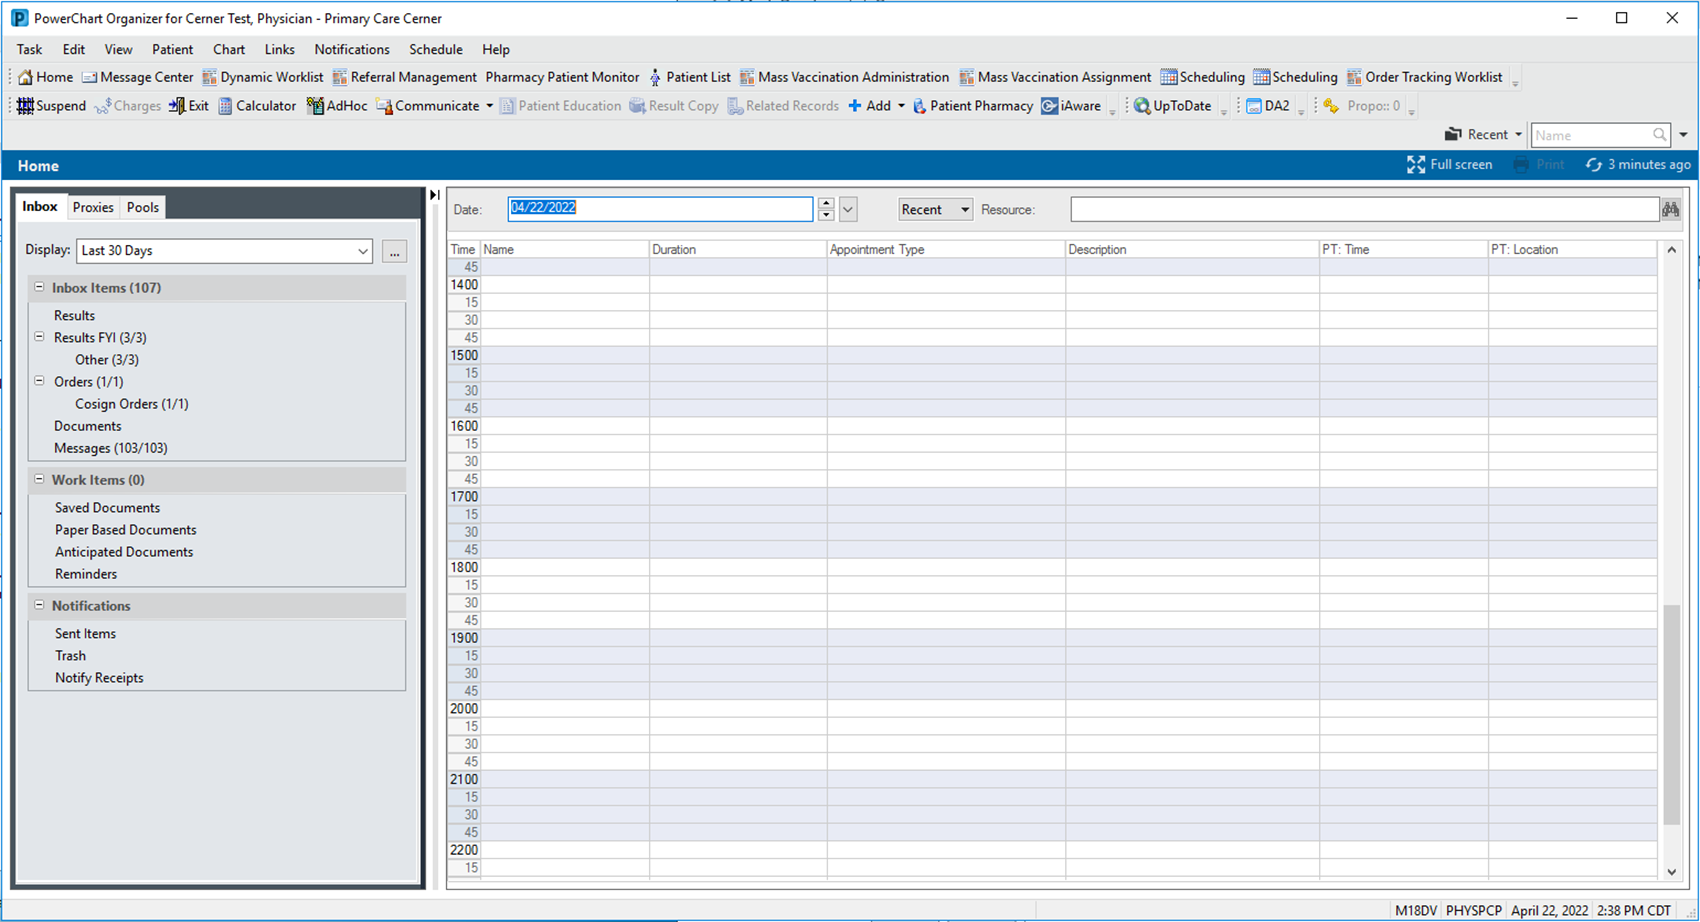 PowerChart Organizer for Cerner Test, Physician - Primary Care Cerner
Task Edit View Patient Chart Links Notifications Schedule Help
Home Message Center Dynamic Worklist Referral Management Pharmacy Patient Monitor Patient List Mass Vaccination Administration Mass Vaccination Assignment Scheduling Scheduling Order Tracking Worklist
Suspend Charges Exit Calculator AdHoc Communicate Patient Education Result Copy Related Records Add Patient Pharmacy iAware UpToDate DA2 Propo:: 0
Recent Name
Home Full screen Print 3 minutes ago
Inbox Proxies Pools
Display: Last 30 Days ...
Inbox Items (107)
Results
Results FYI (3/3)
Other (3/3)
Orders (1/1)
Cosign Orders (1/1)
Documents
Messages (103/103)
Work Items (0)
Saved Documents
Paper Based Documents
Anticipated Documents
Reminders
Notifications
Sent Items
Trash
Notify Receipts
Date: 04/22/2022 Recent Resource:
Time Name Duration Appointment Type Description PT: Time PT: Location
45
1400
15
30
45
1500
15
30
45
1600
15
30
45
1700
15
30
45
1800
15
30
45
1900
15
30
45
2000
15
30
45
2100
15
30
45
2200
15
M18DV PHYSPCP April 22, 2022 2:38 PM CDT